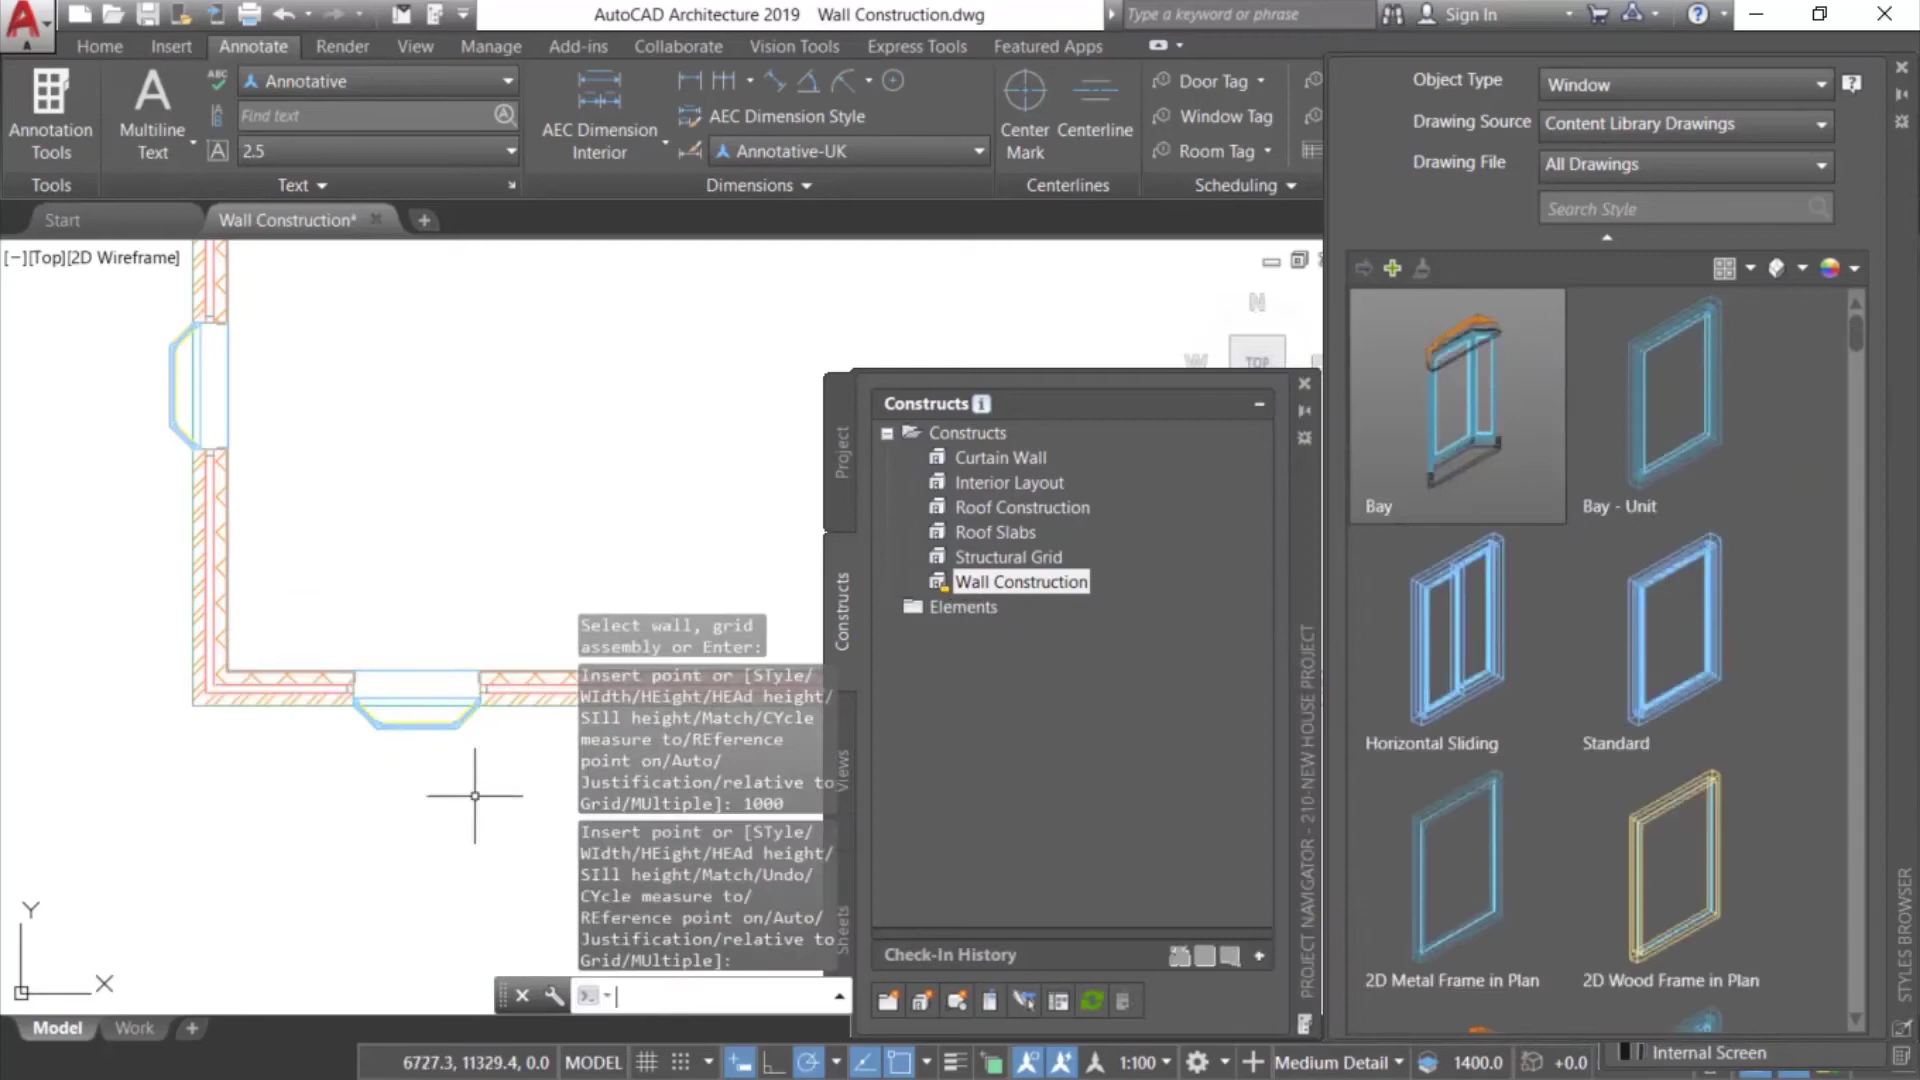 AutoCAD Architecture 2019 Wall Construction.dwg
Type a keyword or phrase
Sign In
Home Insert Annotate Render View Manage Add-ins Collaborate Vision Tools Express Tools Featured Apps
Annotation
Tools
Tools
Multiline
Text
ABC
Annotative
Find text
2.5
Text
AEC Dimension
Interior
AEC Dimension Style
Annotative-UK
Dimensions
Center
Mark
Centerline
Centerlines
Door Tag
Window Tag
Room Tag
Scheduling
Start
Wall Construction*
[−][Top][2D Wireframe]
N
W
TOP
Select wall, grid
assembly or Enter:
Insert point or [STyle/
WIdth/HEight/HEAd height/
SIll height/Match/CYcle
measure to/REference
point on/Auto/
Justification/relative to
Grid/MUltiple]: 1000
Insert point or [STyle/
WIdth/HEight/HEAd height/
SIll height/Match/Undo/
CYcle measure to/
REference point on/Auto/
Justification/relative to
Grid/MUltiple]:
Project
Constructs
Views
Sheets
Constructs
Constructs
Curtain Wall
Interior Layout
Roof Construction
Roof Slabs
Structural Grid
Wall Construction
Elements
Check-In History
PROJECT NAVIGATOR - 210-NEW HOUSE PROJECT
Object Type
Window
Drawing Source
Content Library Drawings
Drawing File
All Drawings
Search Style
Bay
Bay - Unit
Horizontal Sliding
Standard
2D Metal Frame in Plan
2D Wood Frame in Plan
STYLES BROWSER
Y
X
Model
Work
6727.3, 11329.4, 0.0
MODEL
1:100
Medium Detail
1400.0
+0.0
Internal Screen